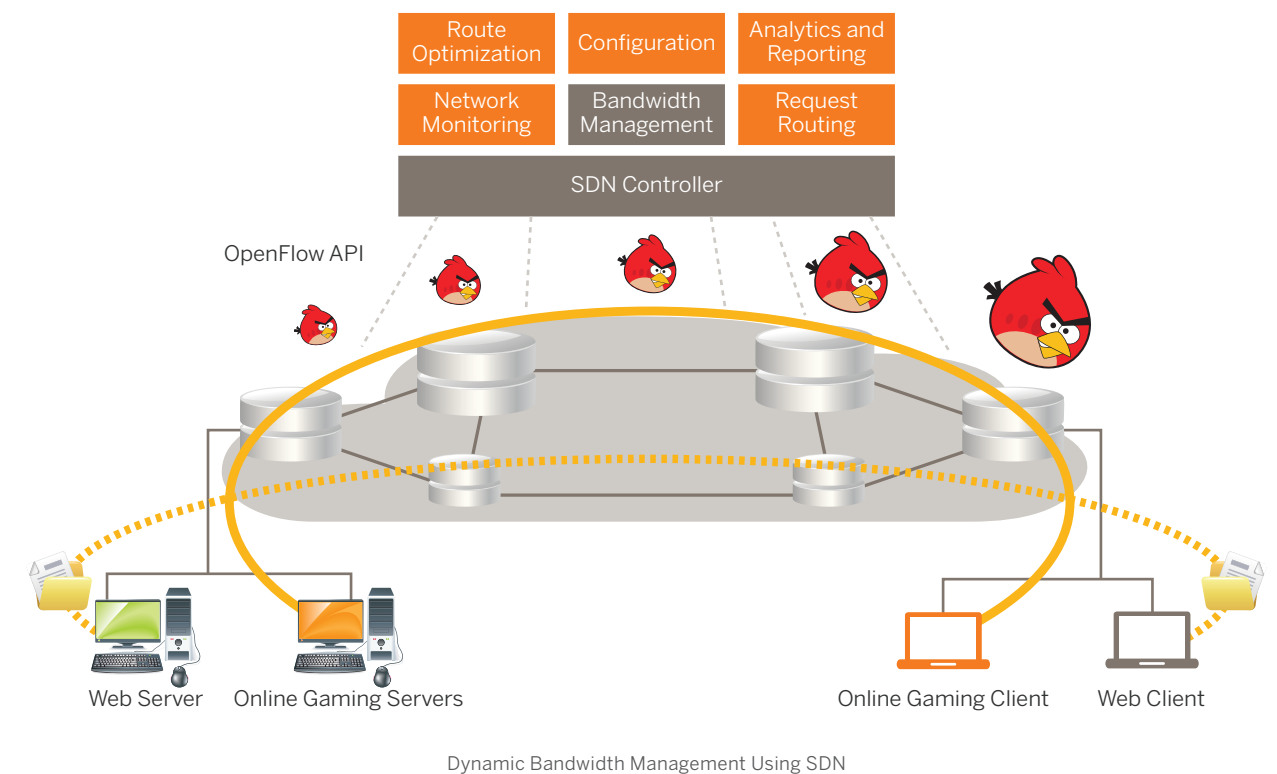 Route
Optimization
Configuration
Analytics and
Reporting
Network
Monitoring
Bandwidth
Management
Request
Routing
SDN Controller
OpenFlow API
Web Server
Online Gaming Servers
Online Gaming Client
Web Client
Dynamic Bandwidth Management Using SDN